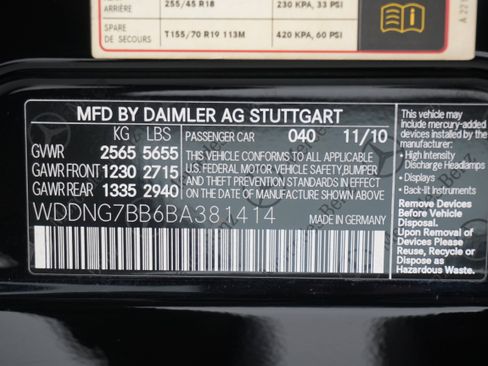 ARRIÈRE 255/45 R18 230 KPA, 33 PSI
SPARE
DE SECOURS T155/70 R19 113M 420 KPA, 60 PSI
A 221
MFD BY DAIMLER AG STUTTGART
KG LBS PASSENGER CAR 040 11/10
GVWR 2565 5655
GAWR FRONT 1230 2715
GAWR REAR 1335 2940
THIS VEHICLE CONFORMS TO ALL APPLICABLE
U.S. FEDERAL MOTOR VEHICLE SAFETY, BUMPER
AND THEFT PREVENTION STANDARDS IN EFFECT
ON THE DATE OF MANUFACTURE SHOWN ABOVE
WDDNG7BB6BA381414 MADE IN GERMANY
This vehicle may
include mercury-added
devices installed by the
manufacturer:
• High Intensity
Discharge Headlamps
• Displays
• Back-lit Instruments
Remove Devices
Before Vehicle
Disposal.
Upon Removal of
Devices Please
Reuse, Recycle
or Dispose as
Hazardous Waste.